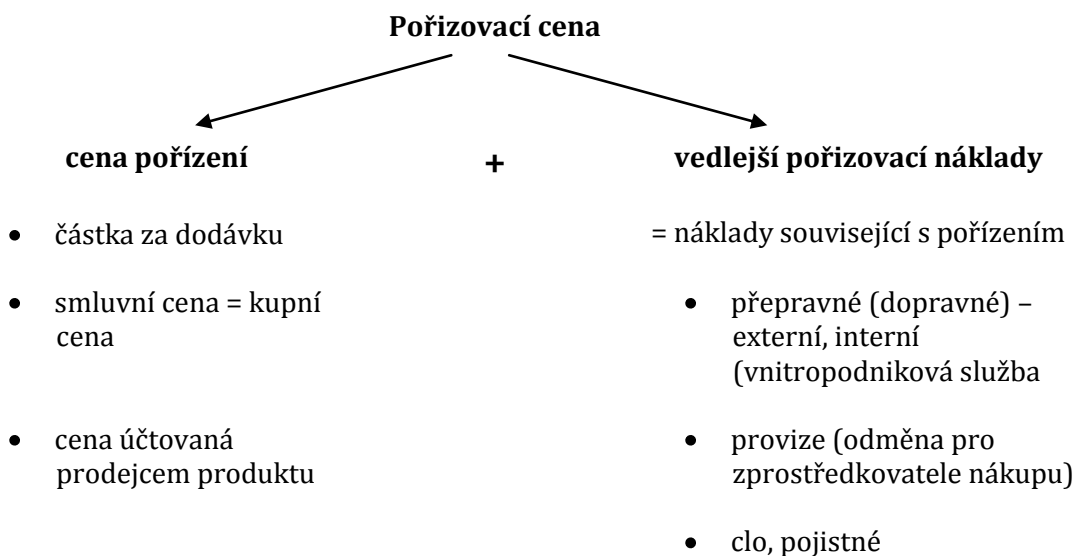 Pořizovací cena
cena pořízení
+
vedlejší pořizovací náklady
• částka za dodávku
• smluvní cena = kupní
cena
• cena účtovaná
prodejcem produktu
= náklady související s pořízením
• přepravné (dopravné) –
externí, interní
(vnitropodniková služba
• provize (odměna pro
zprostředkovatele nákupu)
• clo, pojistné